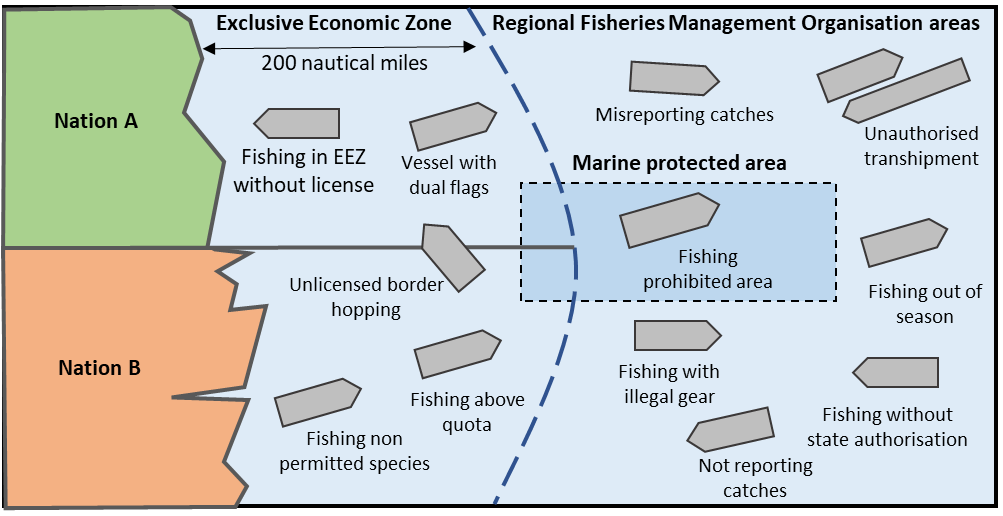 Exclusive Economic Zone
Regional Fisheries Management Organisation areas
200 nautical miles
Nation A
Fishing in EEZ
without license
Vessel with
dual flags
Misreporting catches
Unauthorised
transhipment
Marine protected area
Fishing
prohibited area
Unlicensed border
hopping
Fishing out of
season
Nation B
Fishing above
quota
Fishing non
permitted species
Fishing with
illegal gear
Fishing without
state authorisation
Not reporting
catches